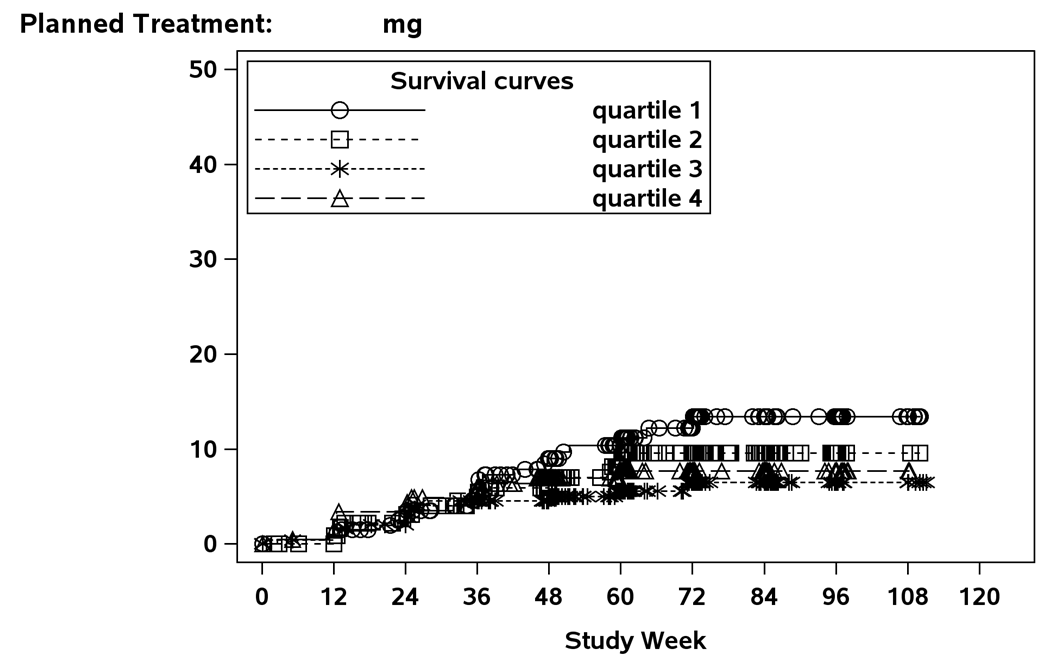 Planned Treatment: mg
50
Survival curves
quartile 1
quartile 2
40
quartile 3
quartile 4
30
20
10
0
0 12 24 36 48 60 72 84 96 108 120
Study Week